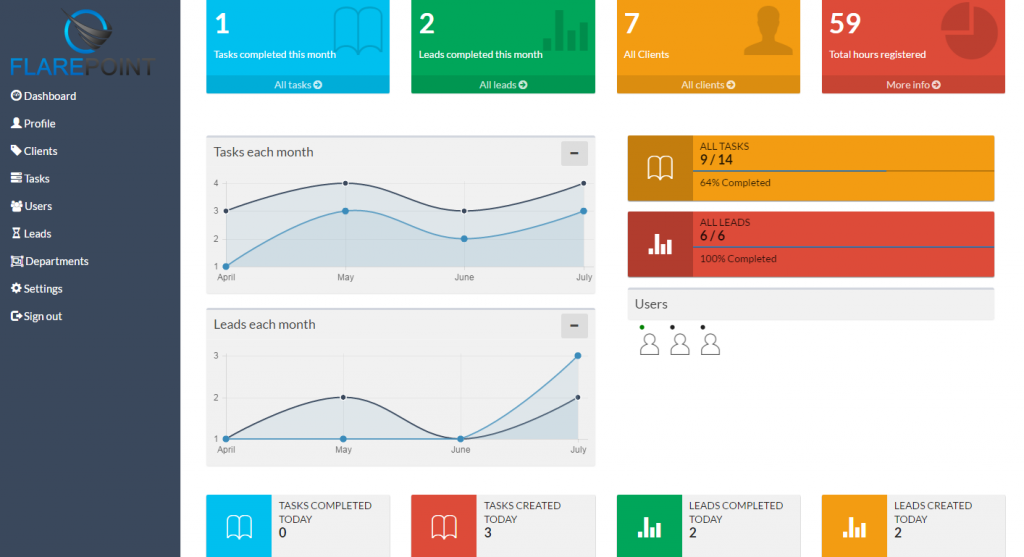 FLAREPOINT
Dashboard
Profile
Clients
Tasks
Users
Leads
Departments
Settings
Sign out
1
Tasks completed this month
All tasks
2
Leads completed this month
All leads
7
All Clients
All clients
59
Total hours registered
More info
Tasks each month
4
3
2
1
April
May
June
July
ALL TASKS
9 / 14
64% Completed
ALL LEADS
6 / 6
100% Completed
Users
Leads each month
3
2
1
April
May
June
July
TASKS COMPLETED
TODAY
0
TASKS CREATED
TODAY
3
LEADS COMPLETED
TODAY
2
LEADS CREATED
TODAY
2